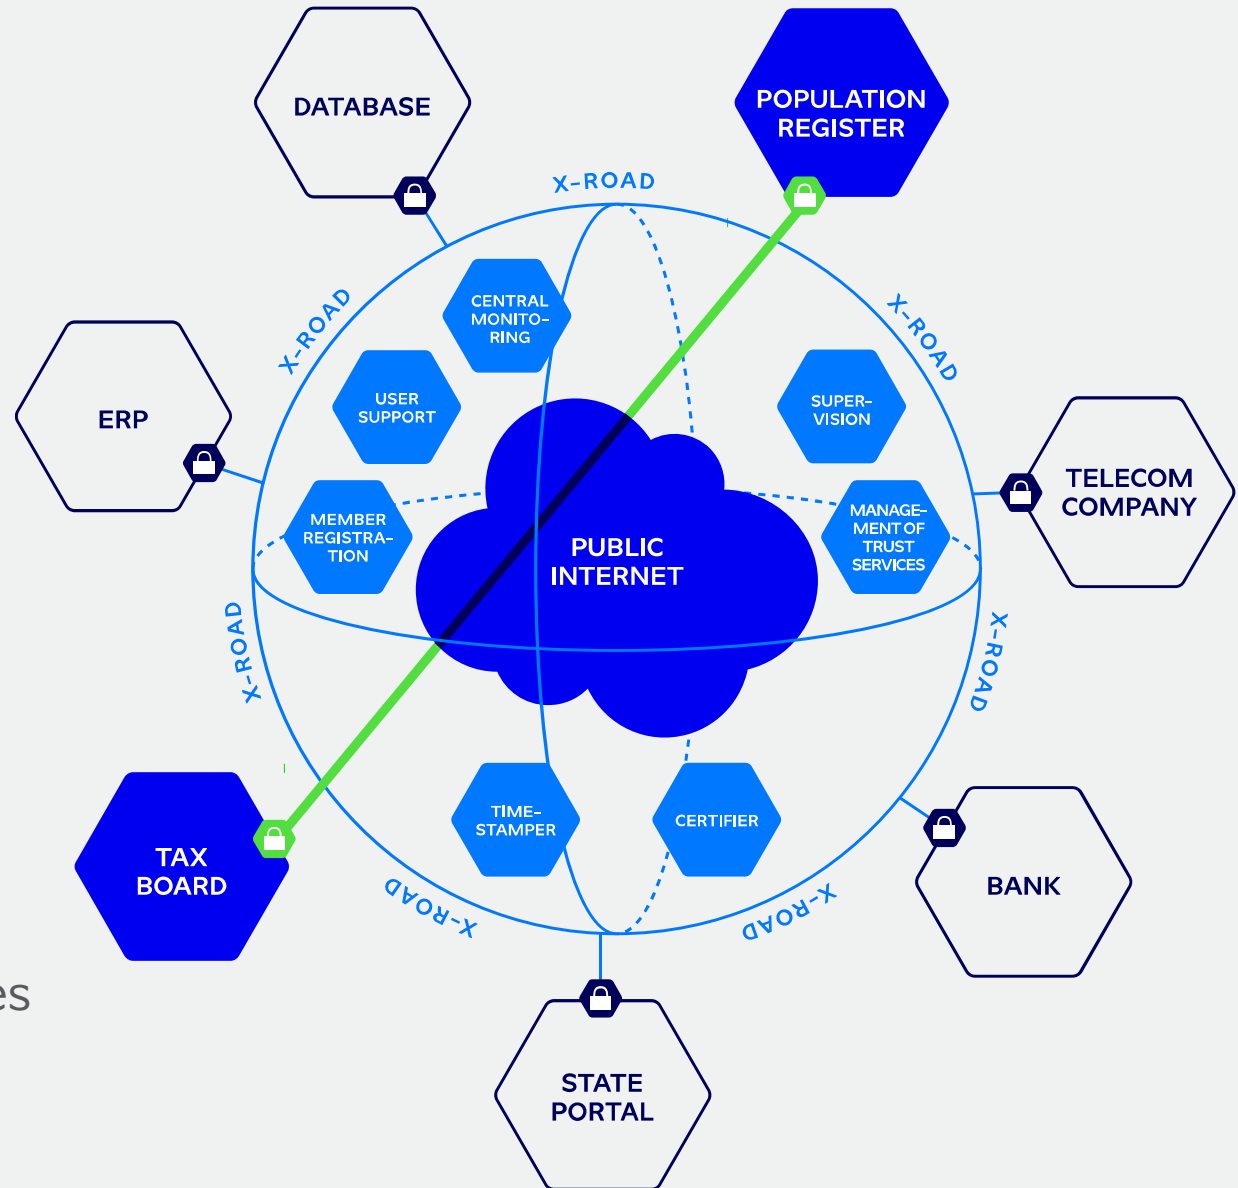 DATABASE
POPULATION
REGISTER
X-ROAD
X-ROAD
X-ROAD
CENTRAL
MONITO-
RING
USER
SUPPORT
SUPER-
VISION
ERP
TELECOM
COMPANY
MEMBER
REGISTRA-
TION
MANAGE-
MENT OF
TRUST
SERVICES
PUBLIC
INTERNET
X-ROAD
X-ROAD
TIME-
STAMPER
CERTIFIER
TAX
BOARD
BANK
X-ROAD
X-ROAD
es
STATE
PORTAL